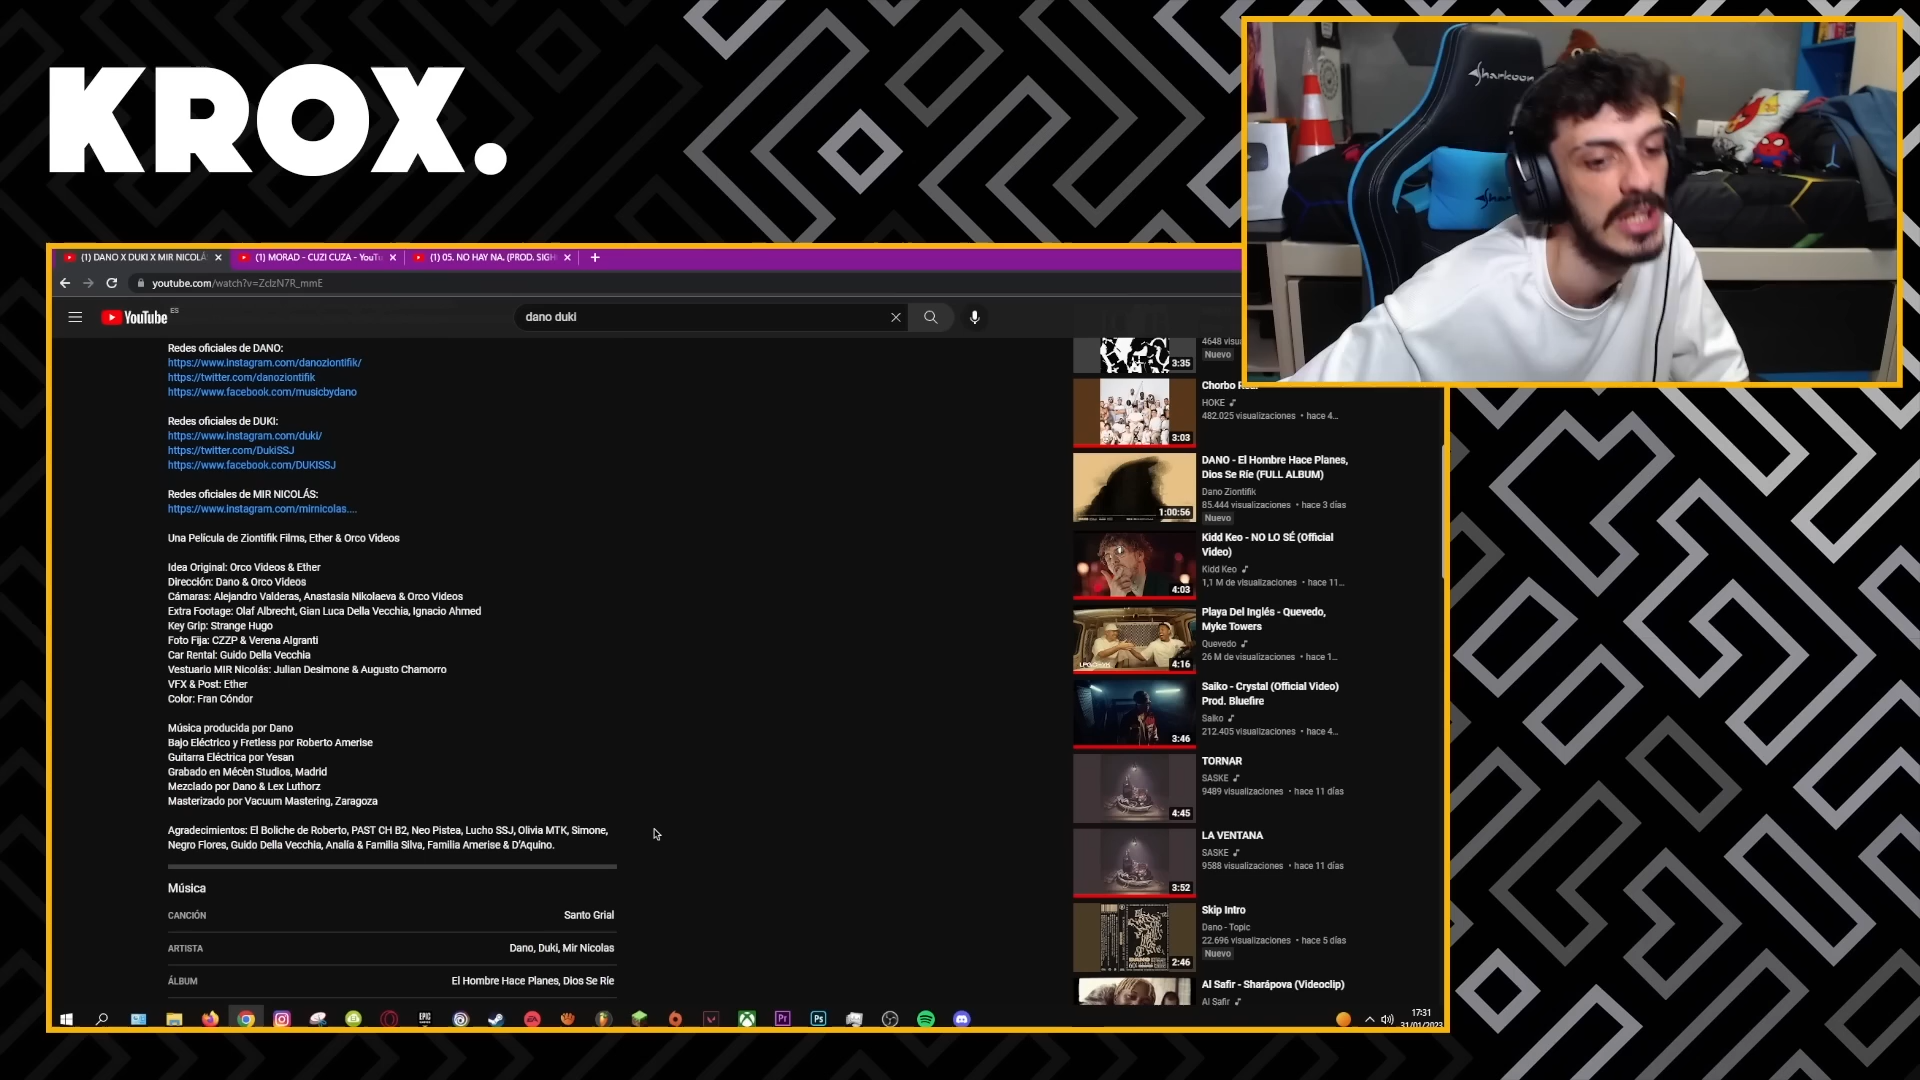 KROX.
Sharkoon
(1) DANO X DUKI X MIR NICOLÁ
(1) MORAD - CUZI CUZA - YouTu
(1) 05. NO HAY NA. (PROD. SIGH
youtube.com/watch?v=ZclzN7R_mmE
YouTube ES
dano duki
Redes oficiales de DANO:
https://www.instagram.com/danoziontifik/
https://twitter.com/danoziontifik
https://www.facebook.com/musicbydano
Redes oficiales de DUKI:
https://www.instagram.com/duki/
https://twitter.com/DukiSSJ
https://www.facebook.com/DUKISSJ
Redes oficiales de MIR NICOLÁS:
https://www.instagram.com/mirnicolas....
Una Película de Ziontifik Films, Ether & Orco Videos
Idea Original: Orco Videos & Ether
Dirección: Dano & Orco Videos
Cámaras: Alejandro Valderas, Anastasia Nikolaeva & Orco Videos
Extra Footage: Olaf Albrecht, Gian Luca Della Vecchia, Ignacio Ahmed
Key Grip: Strange Hugo
Foto Fija: CZZP & Verena Algranti
Car Rental: Guido Della Vecchia
Vestuario MIR Nicolás: Julian Desimone & Augusto Chamorro
VFX & Post: Ether
Color: Fran Cóndor
Música producida por Dano
Bajo Eléctrico y Fretless por Roberto Amerise
Guitarra Eléctrica por Yesan
Grabado en Mécèn Studios, Madrid
Mezclado por Dano & Lex Luthorz
Masterizado por Vacuum Mastering, Zaragoza
Agradecimientos: El Boliche de Roberto, PAST CH B2, Neo Pistea, Lucho SSJ, Olivia MTK, Simone,
Negro Flores, Guido Della Vecchia, Analía & Familia Silva, Familia Amerise & D'Aquino.
Música
CANCIÓN Santo Grial
ARTISTA Dano, Duki, Mir Nicolas
ÁLBUM El Hombre Hace Planes, Dios Se Ríe
4648 visu
Nuevo
3:35
Chorbo
HOKE
482.025 visualizaciones • hace 4...
3:03
DANO - El Hombre Hace Planes,
Dios Se Ríe (FULL ALBUM)
Dano Ziontifik
85.444 visualizaciones • hace 3 días
Nuevo
1:00:56
Kidd Keo - NO LO SÉ (Official
Video)
Kidd Keo
1,1 M de visualizaciones • hace 11...
4:03
Playa Del Inglés - Quevedo,
Myke Towers
Quevedo
26 M de visualizaciones • hace 1...
4:16
Saiko - Crystal (Official Video)
Prod. Bluefire
Saiko
212.405 visualizaciones • hace 4...
3:46
TORNAR
SASKE
9489 visualizaciones • hace 11 días
4:45
LA VENTANA
SASKE
9588 visualizaciones • hace 11 días
3:52
Skip Intro
Dano - Topic
22.696 visualizaciones • hace 5 días
Nuevo
2:46
Al Safir - Sharápova (Videoclip)
Al Safir
EPIC
Pr
Ps
17:31
31/01/2023